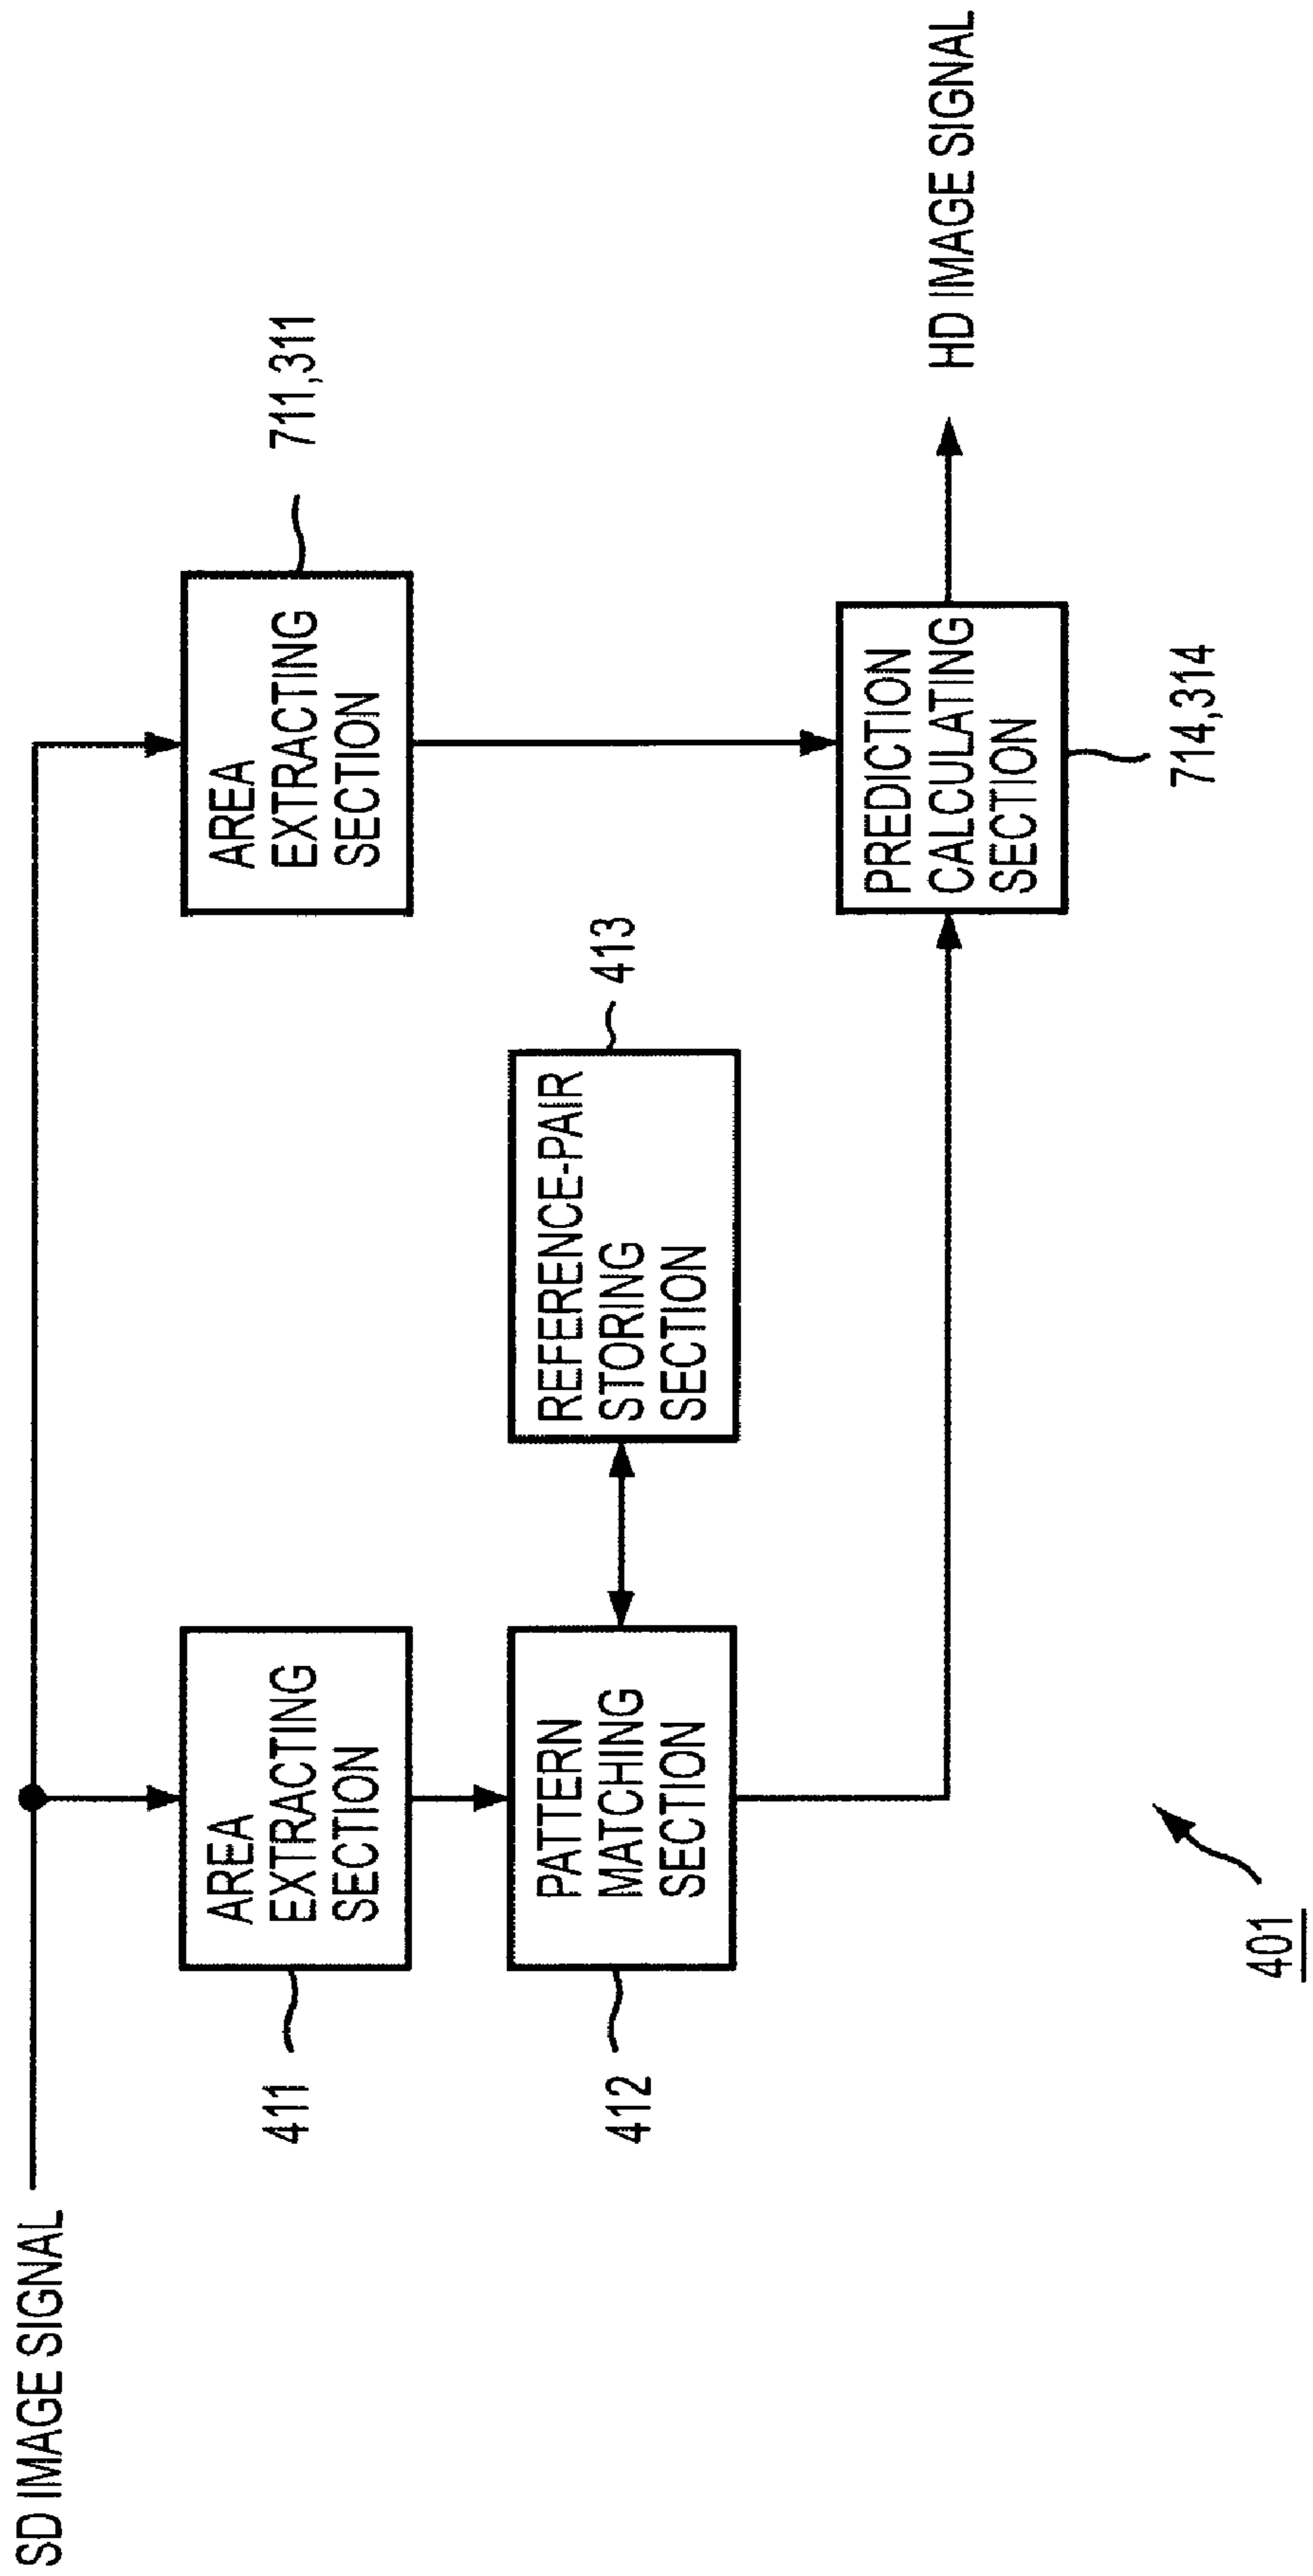 SD IMAGE SIGNAL
411
AREA
EXTRACTING
SECTION
AREA
EXTRACTING
SECTION
711,311
412
PATTERN
MATCHING
SECTION
REFERENCE-PAIR
STORING
SECTION
413
PREDICTION
CALCULATING
SECTION
714,314
HD IMAGE SIGNAL
401